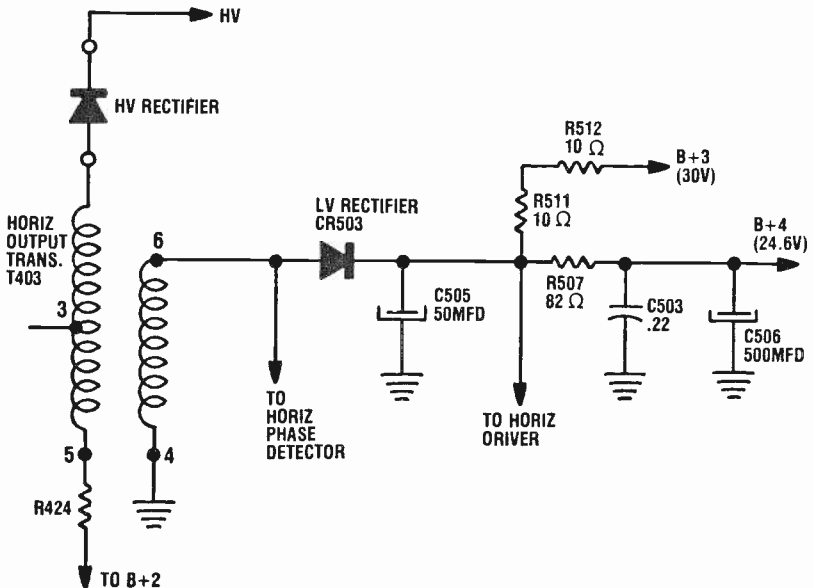 HV
HV RECTIFIER
R512
10 Ω
B+3
(30V)
R511
10 Ω
LV RECTIFIER
CR503
HORIZ
OUTPUT
TRANS.
T403
6
B+4
(24.6V)
3
C505
50MFD
R507
82 Ω
C503
.22
C506
500MFD
TO
HORIZ
PHASE
DETECTOR
TO HORIZ
DRIVER
5
4
R424
TO B+2